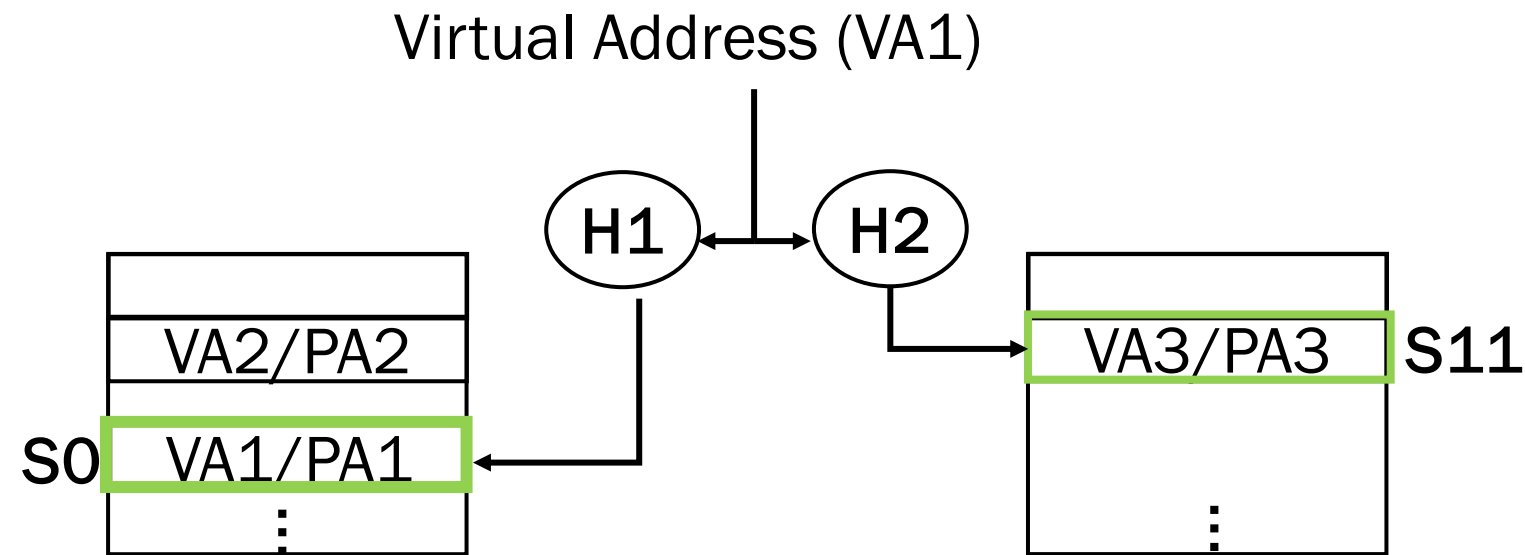 Virtual Address (VA1)
H1
H2
VA2/PA2
VA3/PA3
S11
S0
VA1/PA1
⋮
⋮